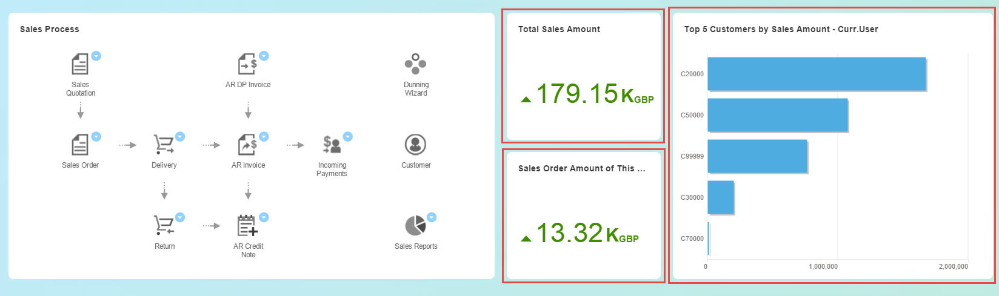 Sales Process
Sales
Quotation
AR DP Invoice
Dunning
Wizard
Sales Order
Delivery
AR Invoice
Incoming
Payments
Customer
Return
AR Credit
Note
Sales Reports
Total Sales Amount
179.15KGBP
Sales Order Amount of This ...
13.32KGBP
Top 5 Customers by Sales Amount - Curr.User
C20000
C50000
C99999
C30000
C70000
0 1,000,000 2,000,000